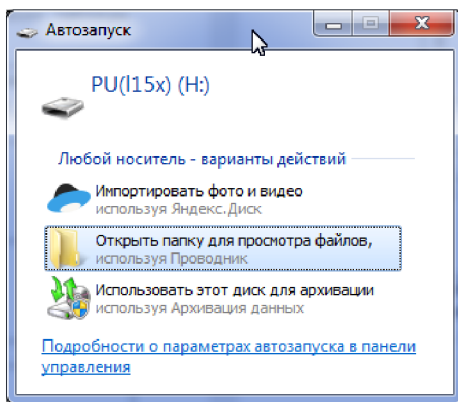 Автозапуск
PU(l15x) (H:)
Любой носитель - варианты действий
Импортировать фото и видео
используя Яндекс.Диск
Открыть папку для просмотра файлов,
используя Проводник
Использовать этот диск для архивации
используя Архивация данных
Подробности о параметрах автозапуска в панели
управления